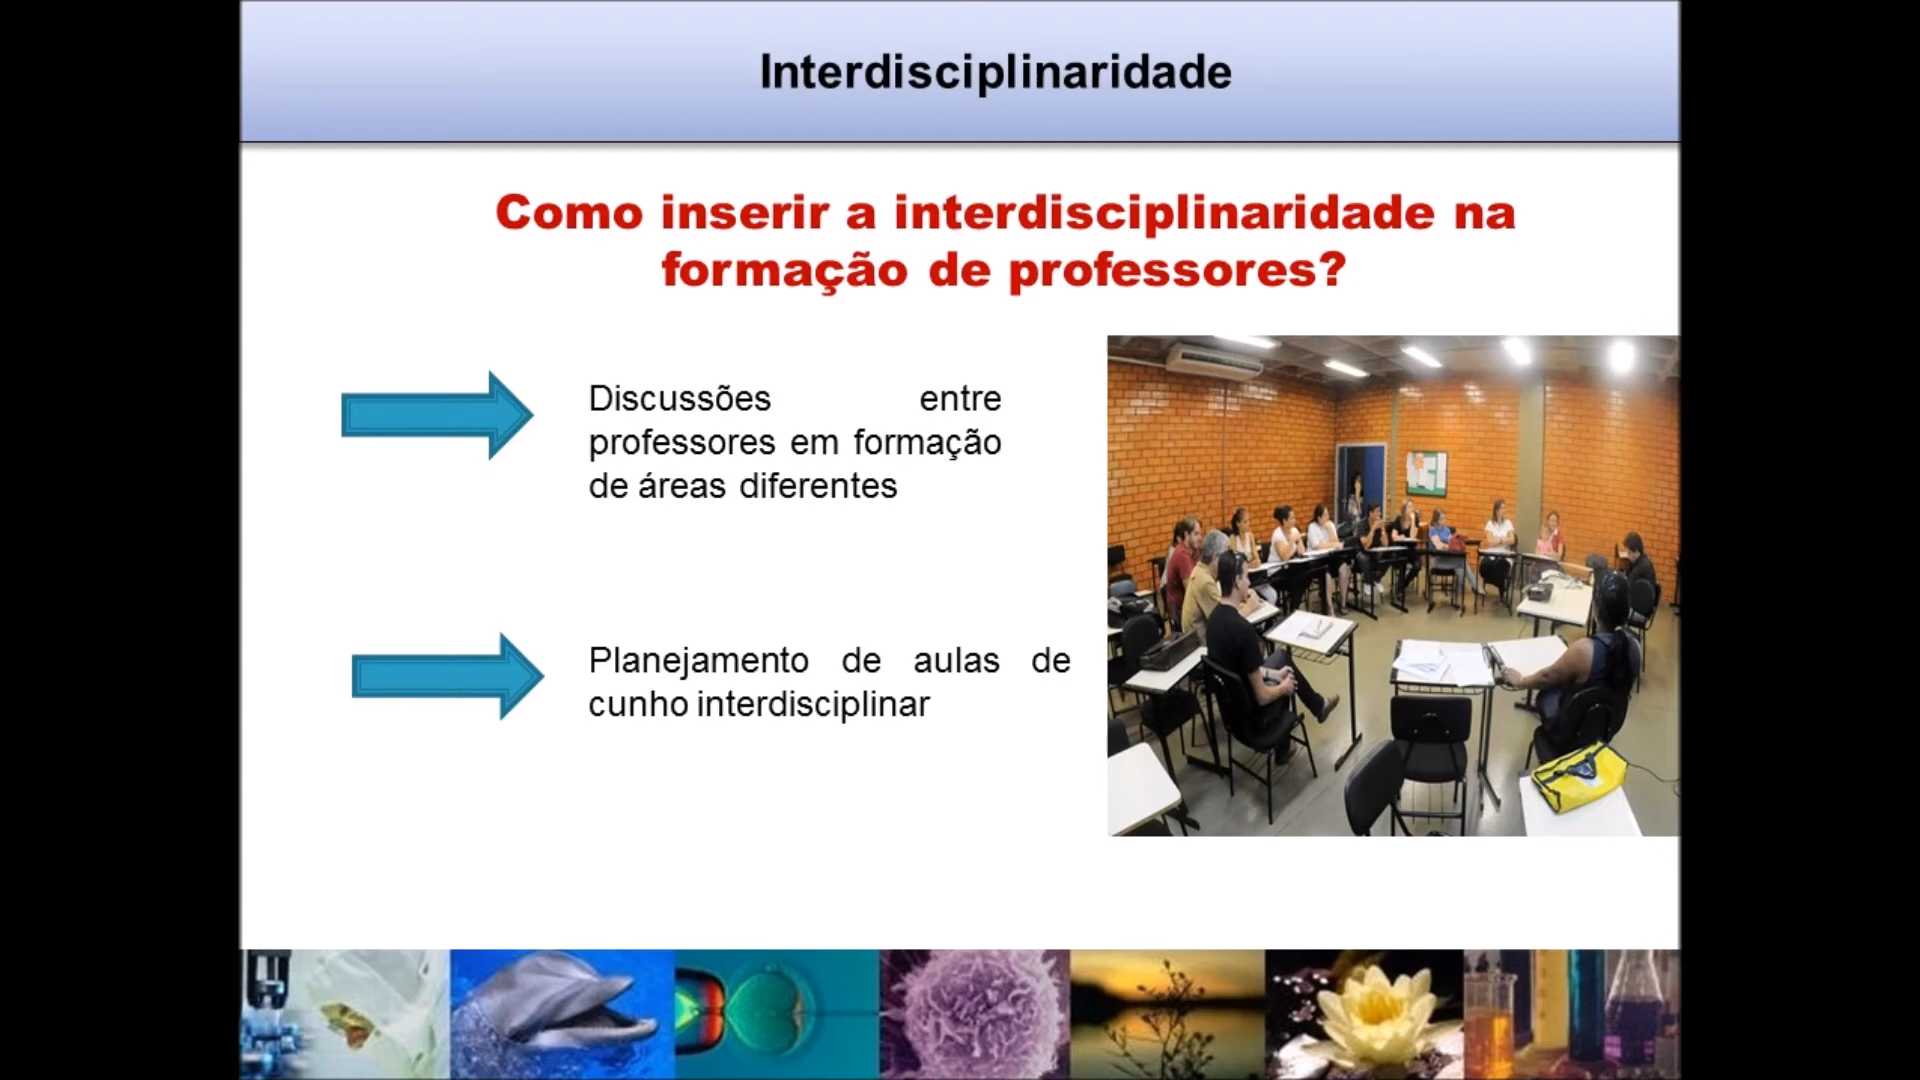 Interdisciplinaridade
Como inserir a interdisciplinaridade na
formação de professores?
Discussões entre
professores em formação
de áreas diferentes
Planejamento de aulas de
cunho interdisciplinar